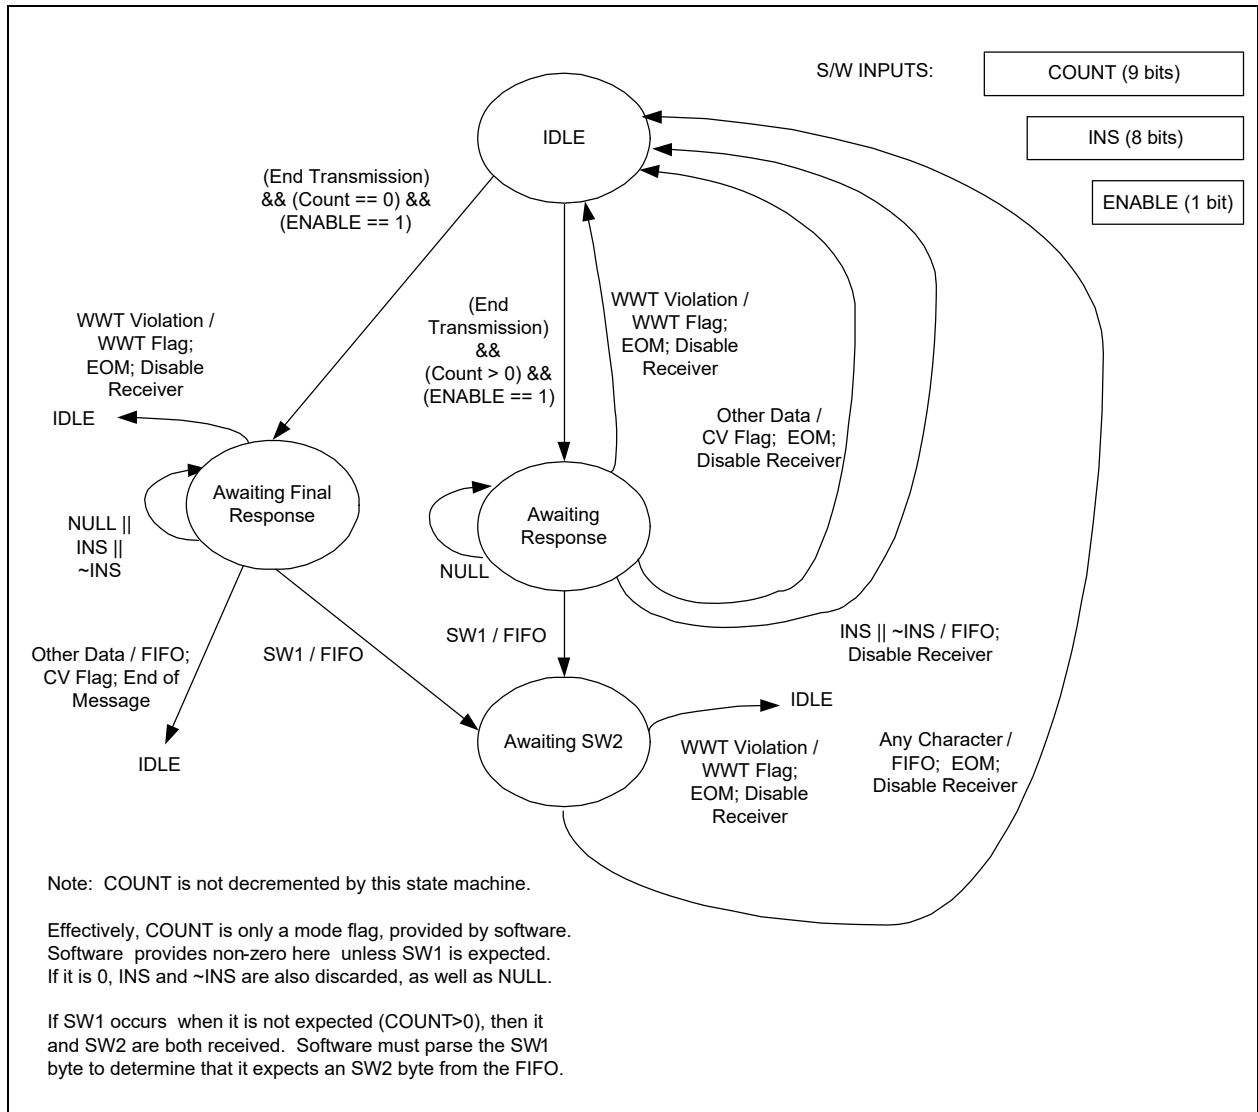 S/W INPUTS:
COUNT (9 bits)
INS (8 bits)
ENABLE (1 bit)
IDLE
(End Transmission)
&& (Count == 0) &&
(ENABLE == 1)
(End
Transmission)
&&
(Count > 0) &&
(ENABLE == 1)
WWT Violation /
WWT Flag;
EOM; Disable
Receiver
WWT Violation /
WWT Flag;
EOM; Disable
Receiver
IDLE
Other Data /
CV Flag; EOM;
Disable Receiver
Awaiting Final
Response
Awaiting
Response
NULL ||
INS ||
~INS
NULL
INS || ~INS / FIFO;
Disable Receiver
SW1 / FIFO
Other Data / FIFO;
CV Flag; End of
Message
SW1 / FIFO
IDLE
Awaiting SW2
IDLE
WWT Violation /
WWT Flag;
EOM; Disable
Receiver
Any Character /
FIFO; EOM;
Disable Receiver
Note: COUNT is not decremented by this state machine.
Effectively, COUNT is only a mode flag, provided by software.
Software provides non-zero here unless SW1 is expected.
If it is 0, INS and ~INS are also discarded, as well as NULL.
If SW1 occurs when it is not expected (COUNT>0), then it
and SW2 are both received. Software must parse the SW1
byte to determine that it expects an SW2 byte from the FIFO.